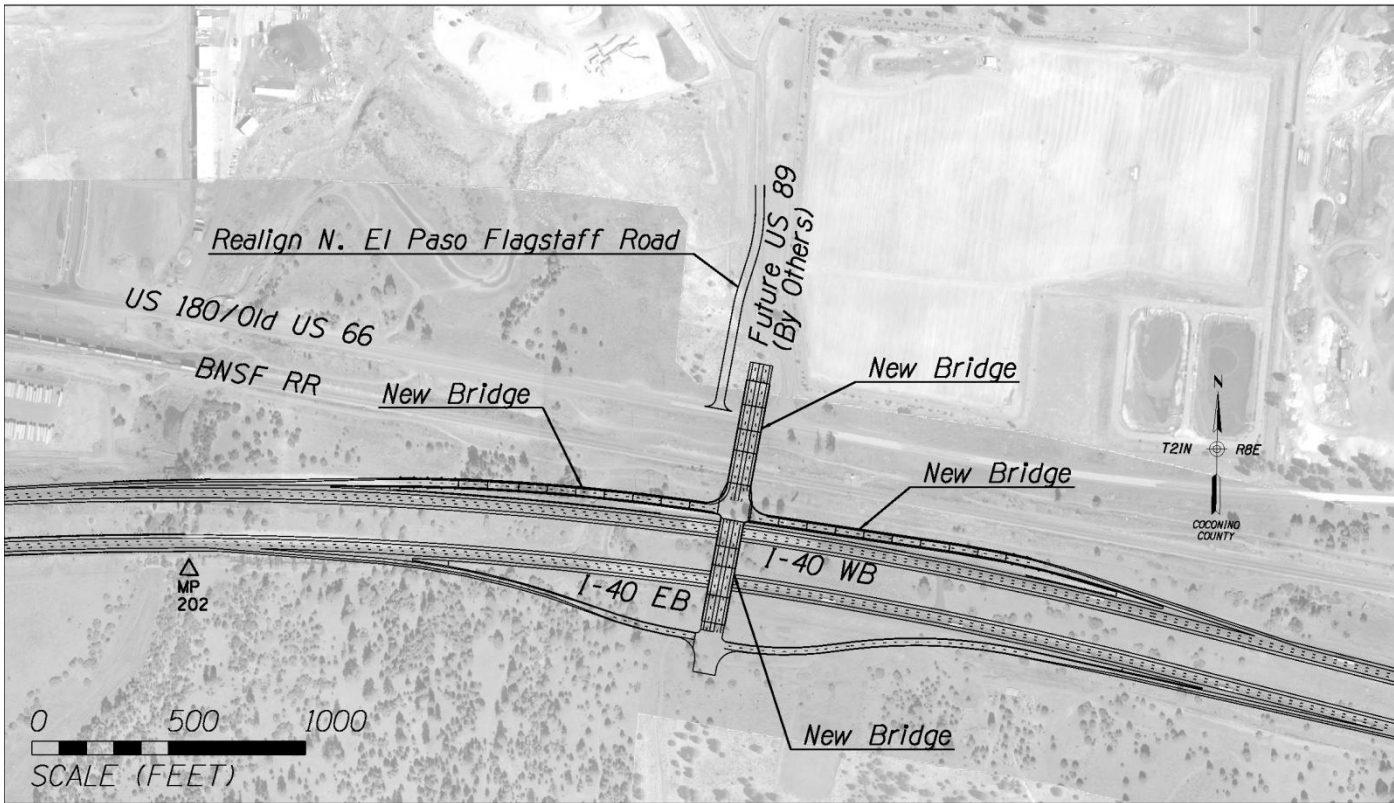 Realign N. El Paso Flagstaff Road
Future US 89
(By Others)
US 180/Old US 66
BNSF RR
New Bridge
New Bridge
New Bridge
N
T21N R8E
COCONINO
COUNTY
I-40 WB
I-40 EB
MP
202
New Bridge
0 500 1000
SCALE (FEET)